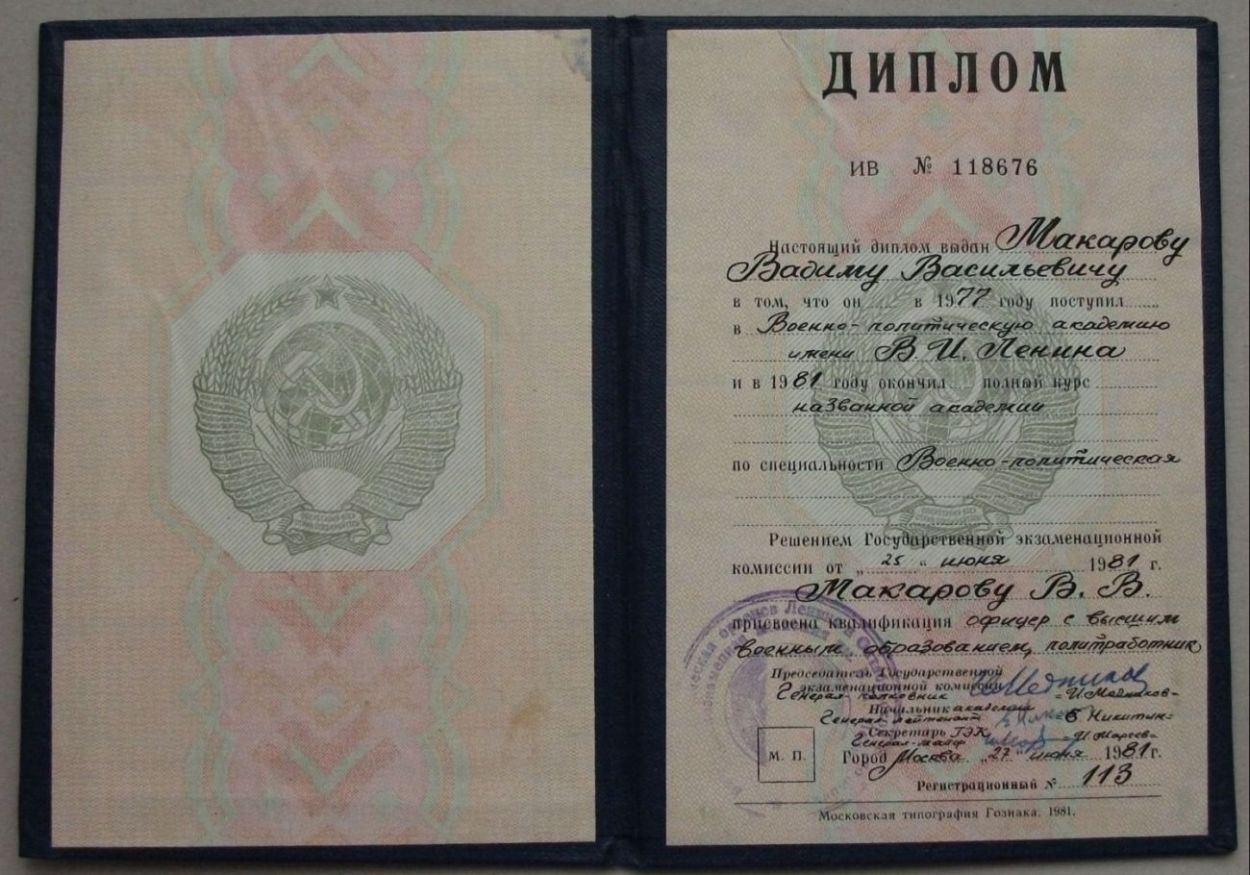 ДИПЛОМ
ИВ № 118676
Настоящий диплом выдан Макарову
Вадиму Васильевичу
в том, что он в 1977 году поступил
в Военно-политическую академию
имени В. И. Ленина
и в 1981 году окончил полный курс
названной академии
по специальности Военно-политическая
Решением Государственной экзаменационной
комиссии от „25“ июня 1981 г.
Макарову В. В.
присвоена квалификация офицер с высшим
военным образованием, политработник
Председатель Государственной
экзаменационной комиссии
Генерал-полковник
Начальник академии
Генерал-лейтенант Е Никитин
Секретарь ГЭК
Генерал-майор
М. П.
Город Москва „27“ июня 1981 г.
Регистрационный № 113
Московская типография Гознака. 1981.